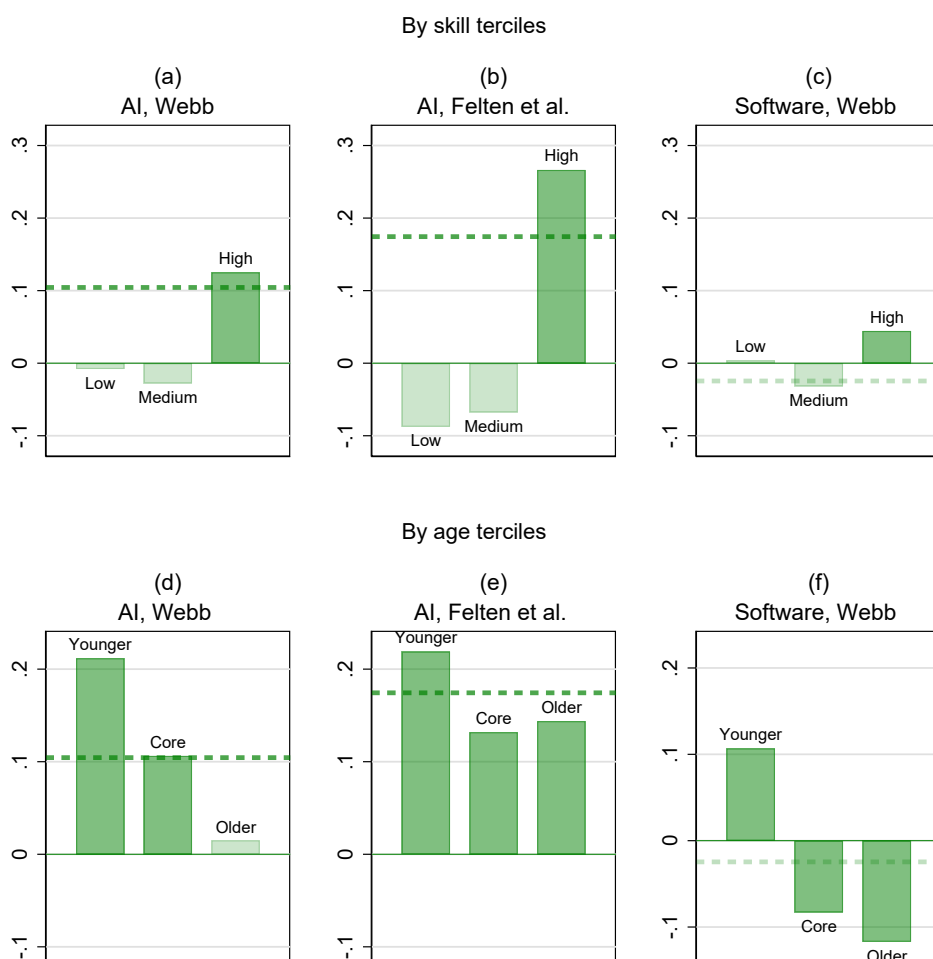 By skill terciles
(a)
AI, Webb
(b)
AI, Felten et al.
(c)
Software, Webb
.3
.2
.1
0
-.1
Low
Medium
High
.3
.2
.1
0
-.1
Low
Medium
High
.3
.2
.1
0
-.1
Low
Medium
High
By age terciles
(d)
AI, Webb
(e)
AI, Felten et al.
(f)
Software, Webb
.2
.1
0
-.1
Younger
Core
Older
.2
.1
0
-.1
Younger
Core
Older
.2
.1
0
-.1
Younger
Core
Older